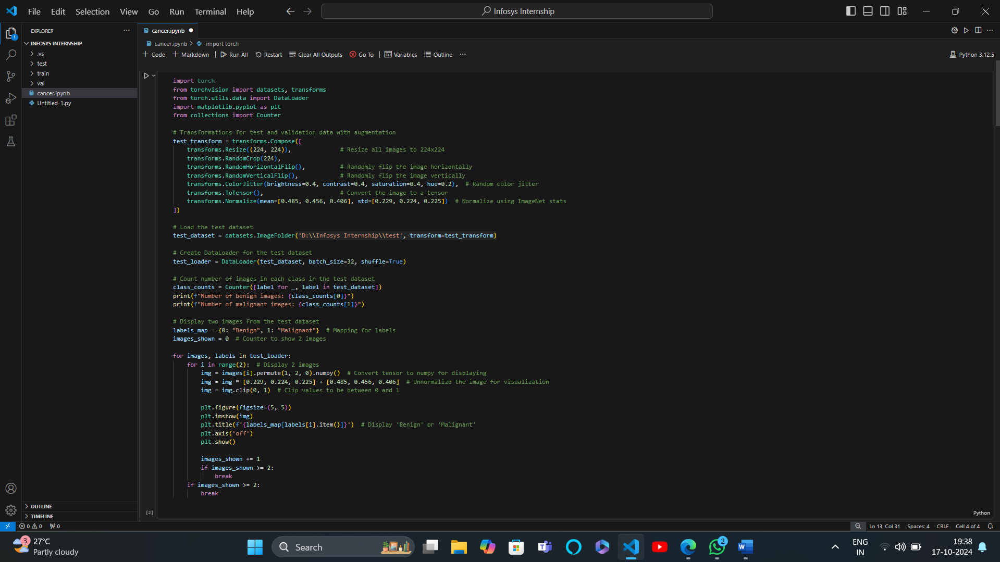 File Edit Selection View Go Run Terminal Help
Infosys Internship
EXPLORER
INFOSYS INTERNSHIP
.vs
test
train
val
cancer.ipynb
Untitled-1.py
OUTLINE
TIMELINE
cancer.ipynb
cancer.ipynb > import torch
+ Code + Markdown | Run All Restart Clear All Outputs Go To | Variables Outline ...
Python 3.12.5
import torch
from torchvision import datasets, transforms
from torch.utils.data import DataLoader
import matplotlib.pyplot as plt
from collections import Counter
# Transformations for test and validation data with augmentation
test_transform = transforms.Compose([
    transforms.Resize((224, 224)),              # Resize all images to 224x224
    transforms.RandomCrop(224),
    transforms.RandomHorizontalFlip(),          # Randomly flip the image horizontally
    transforms.RandomVerticalFlip(),            # Randomly flip the image vertically
    transforms.ColorJitter(brightness=0.4, contrast=0.4, saturation=0.4, hue=0.2),  # Random color jitter
    transforms.ToTensor(),                      # Convert the image to a tensor
    transforms.Normalize(mean=[0.485, 0.456, 0.406], std=[0.229, 0.224, 0.225])  # Normalize using ImageNet stats
])
# Load the test dataset
test_dataset = datasets.ImageFolder('D:\\Infosys Internship\\test', transform=test_transform)
# Create DataLoader for the test dataset
test_loader = DataLoader(test_dataset, batch_size=32, shuffle=True)
# Count number of images in each class in the test dataset
class_counts = Counter([label for _, label in test_dataset])
print(f"Number of benign images: {class_counts[0]}")
print(f"Number of malignant images: {class_counts[1]}")
# Display two images from the test dataset
labels_map = {0: "Benign", 1: "Malignant"}  # Mapping for labels
images_shown = 0  # Counter to show 2 images
for images, labels in test_loader:
    for i in range(2):  # Display 2 images
        img = images[i].permute(1, 2, 0).numpy()  # Convert tensor to numpy for displaying
        img = img * [0.229, 0.224, 0.225] + [0.485, 0.456, 0.406]  # Unnormalize the image for visualization
        img = img.clip(0, 1)  # Clip values to be between 0 and 1
        plt.figure(figsize=(5, 5))
        plt.imshow(img)
        plt.title(f'{labels_map[labels[i].item()]}')  # Display 'Benign' or 'Malignant'
        plt.axis('off')
        plt.show()
        images_shown += 1
        if images_shown >= 2:
            break
    if images_shown >= 2:
        break
[2]
Python
0 0 0
Ln 13, Col 31 Spaces: 4 CRLF Cell 4 of 4
3 27°C
Partly cloudy
Search
2
ENG
IN
19:38
17-10-2024